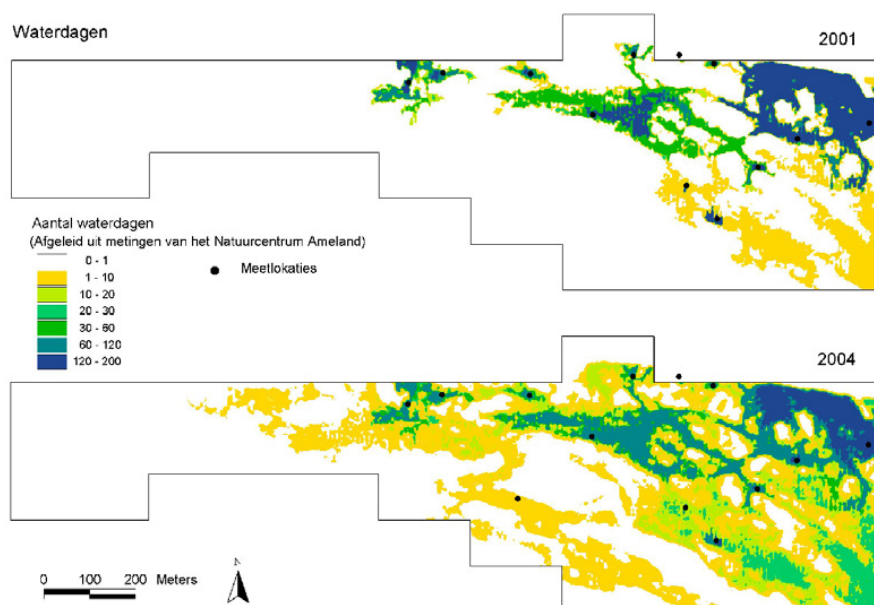 Waterdagen
2001
Aantal waterdagen
(Afgeleid uit metingen van het Natuurcentrum Ameland)
0 - 1
1 - 10
10 - 20
20 - 30
30 - 60
60 - 120
120 - 200
Meetlokaties
2004
0 100 200 Meters
N